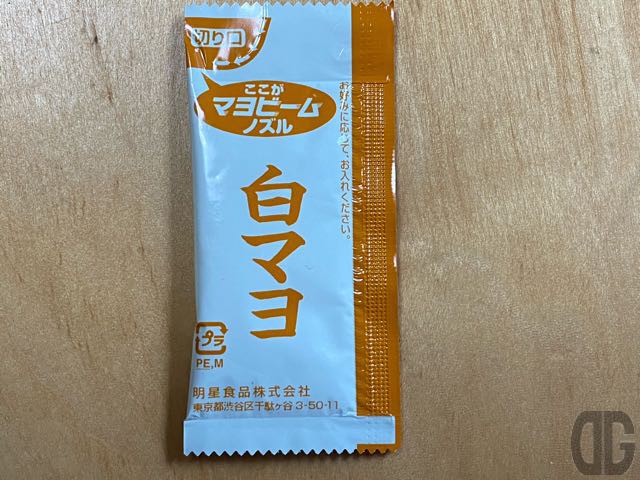 切り口
ここが
マヨビーム
ノズル
お好みに応じて、お入れください。
白マヨ
プラ
PE,M
明星食品株式会社
東京都渋谷区千駄ヶ谷3-50-11
DG